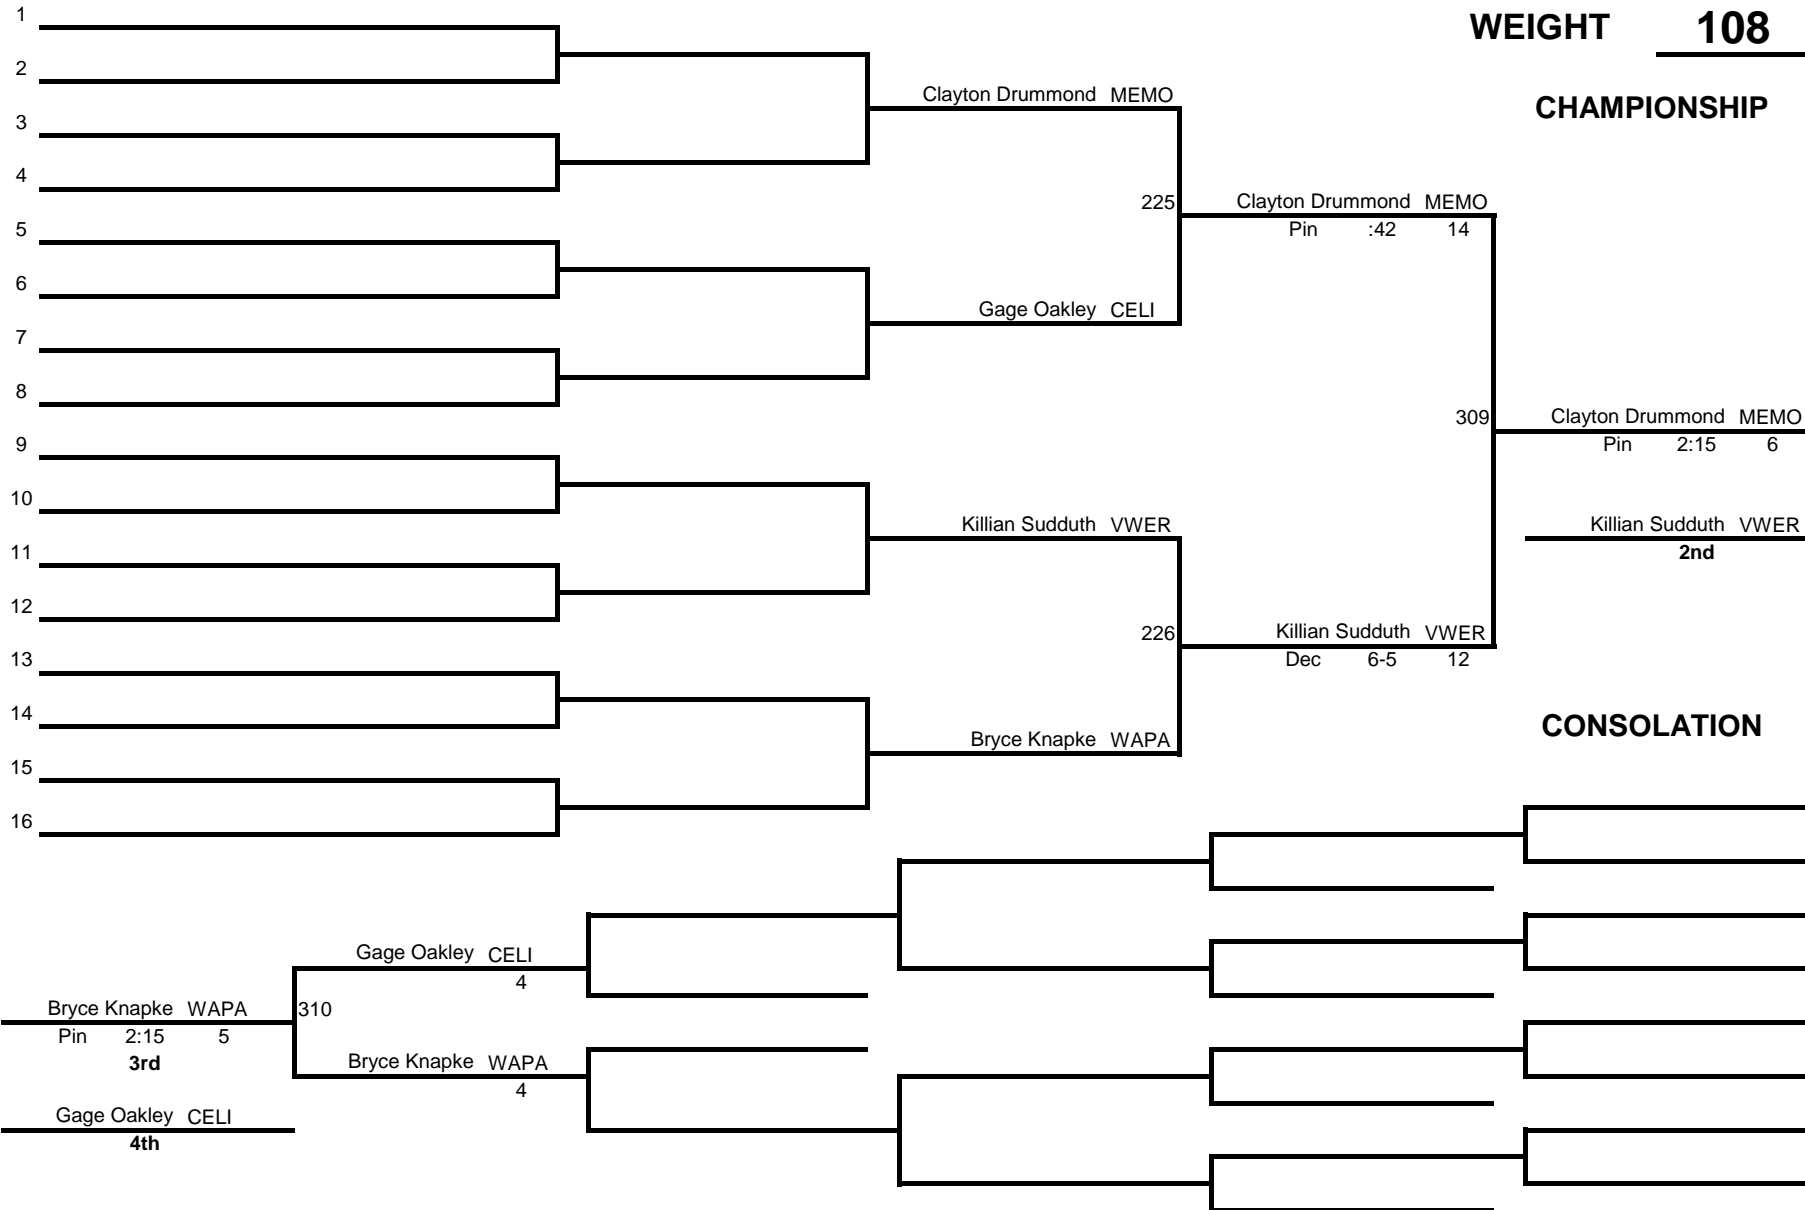 1
WEIGHT 108
2
Clayton Drummond MEMO
CHAMPIONSHIP
3
4
225
Clayton Drummond MEMO
Pin :42 14
5
6
Gage Oakley CELI
7
8
309
Clayton Drummond MEMO
Pin 2:15 6
9
10
Killian Sudduth VWER
Killian Sudduth VWER
2nd
11
12
226
Killian Sudduth VWER
Dec 6-5 12
13
14
Bryce Knapke WAPA
CONSOLATION
15
16
Gage Oakley CELI
4
Bryce Knapke WAPA
310
Pin 2:15 5
3rd
Bryce Knapke WAPA
4
Gage Oakley CELI
4th